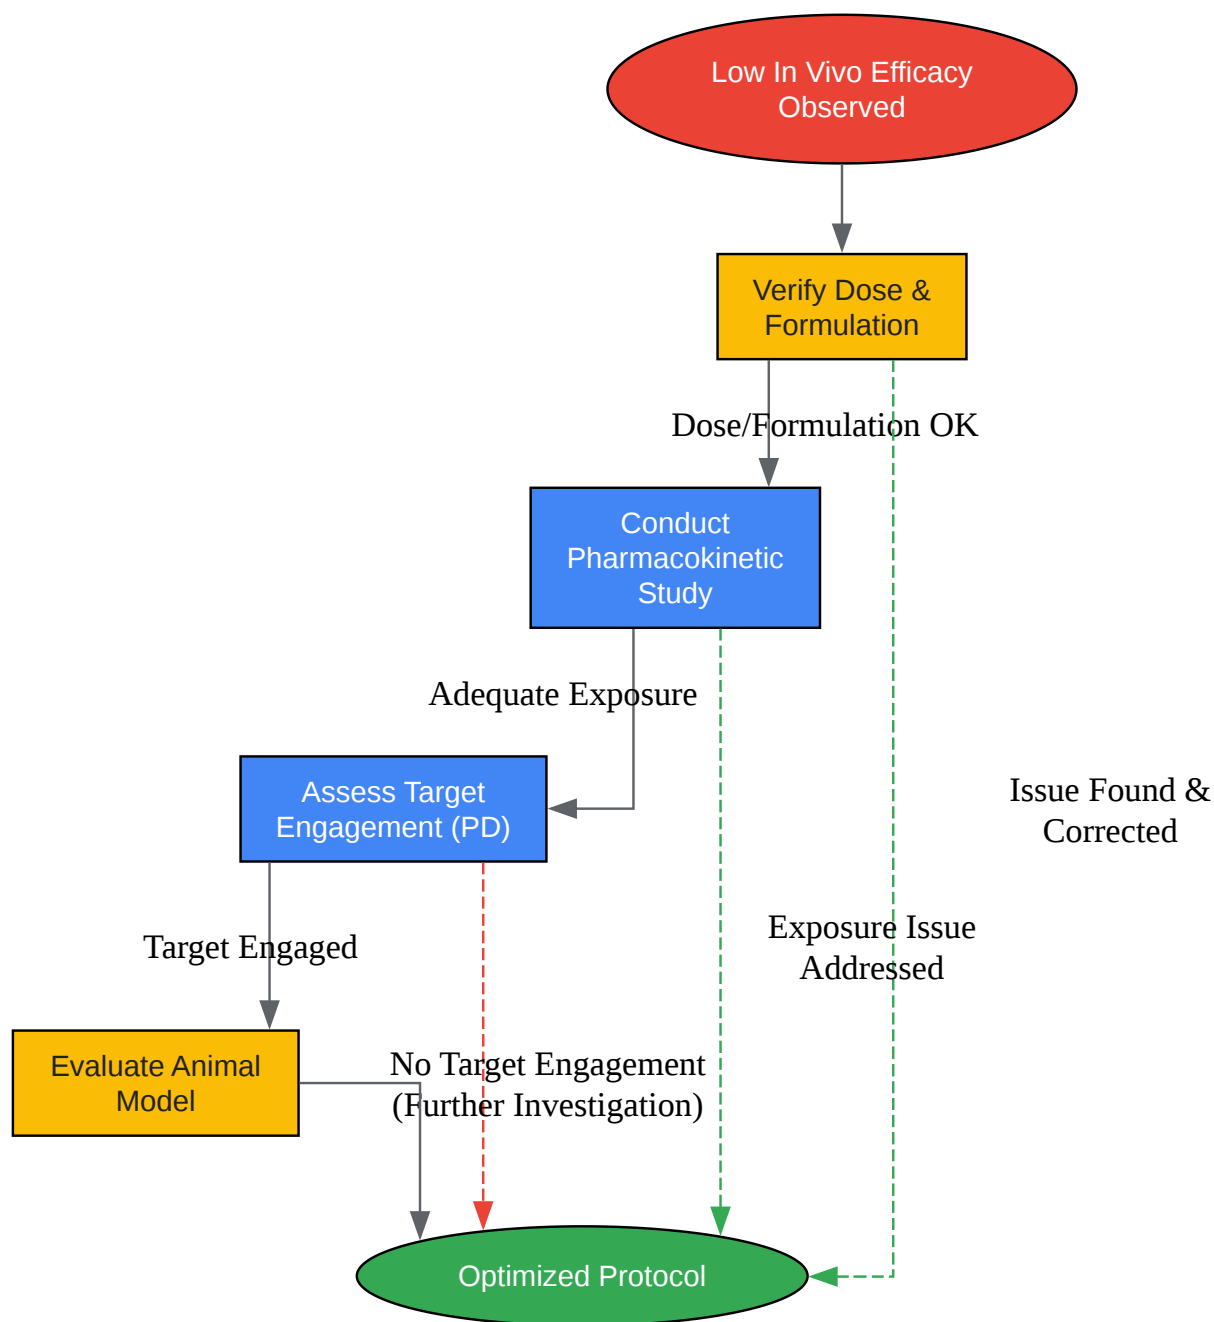 Low In Vivo Efficacy
Observed
Verify Dose &
Formulation
Dose/Formulation OK
Conduct
Pharmacokinetic
Study
Adequate Exposure
Assess Target
Engagement (PD)
Issue Found &
Corrected
Exposure Issue
Addressed
Target Engaged
Evaluate Animal
Model
No Target Engagement
(Further Investigation)
Optimized Protocol